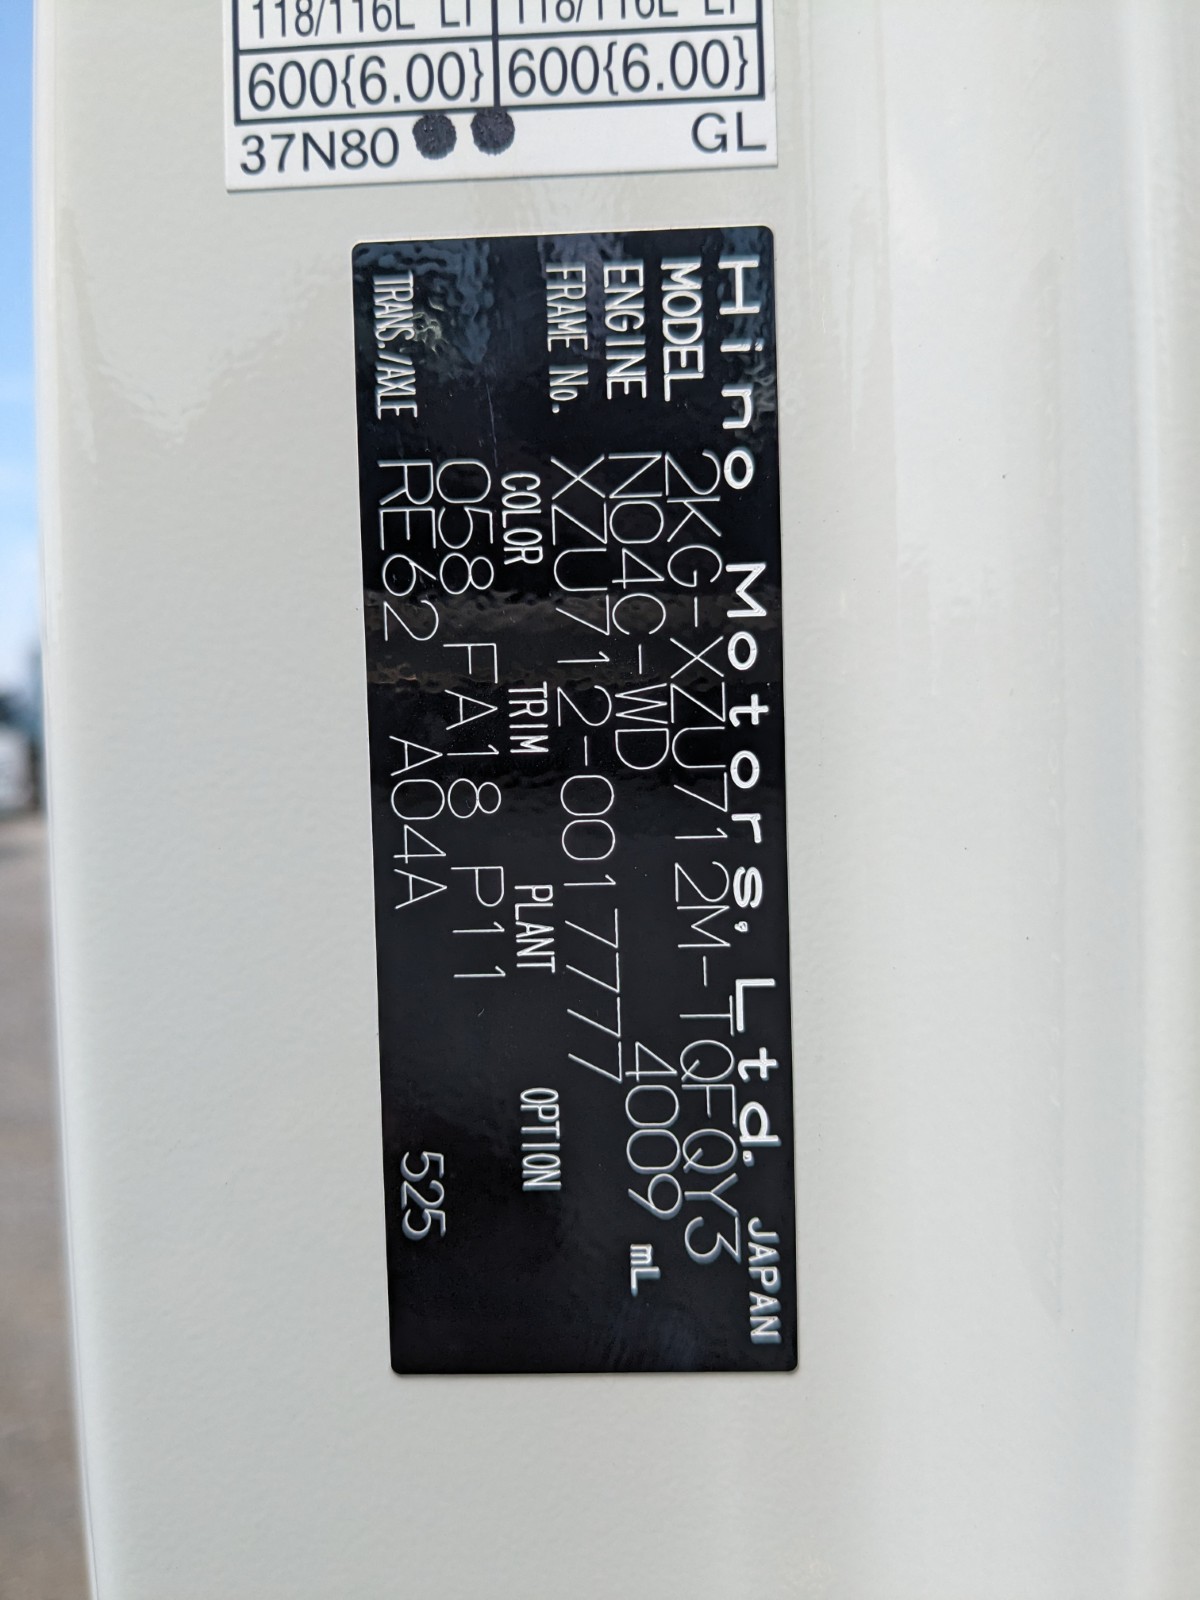 118/116L LT 118/116L LT
600{6.00} 600{6.00}
37N80 GL
Hino Motors, Ltd. JAPAN
MODEL 2KG-XZU712M-TQFQY3
ENGINE N04C-WD 4009 mL
FRAME No. XZU712-0017777
COLOR TRIM PLANT OPTION
058 FA18 P11
TRANS./AXLE RE62 A04A 525